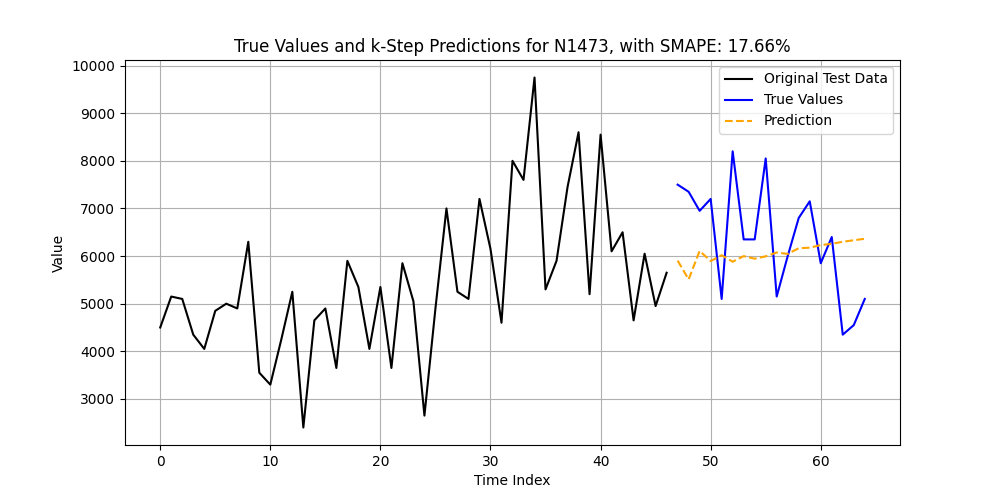 True Values and k-Step Predictions for N1473, with SMAPE: 17.66%
Original Test Data
True Values
Prediction
Value
10000
9000
8000
7000
6000
5000
4000
3000
0 10 20 30 40 50 60
Time Index